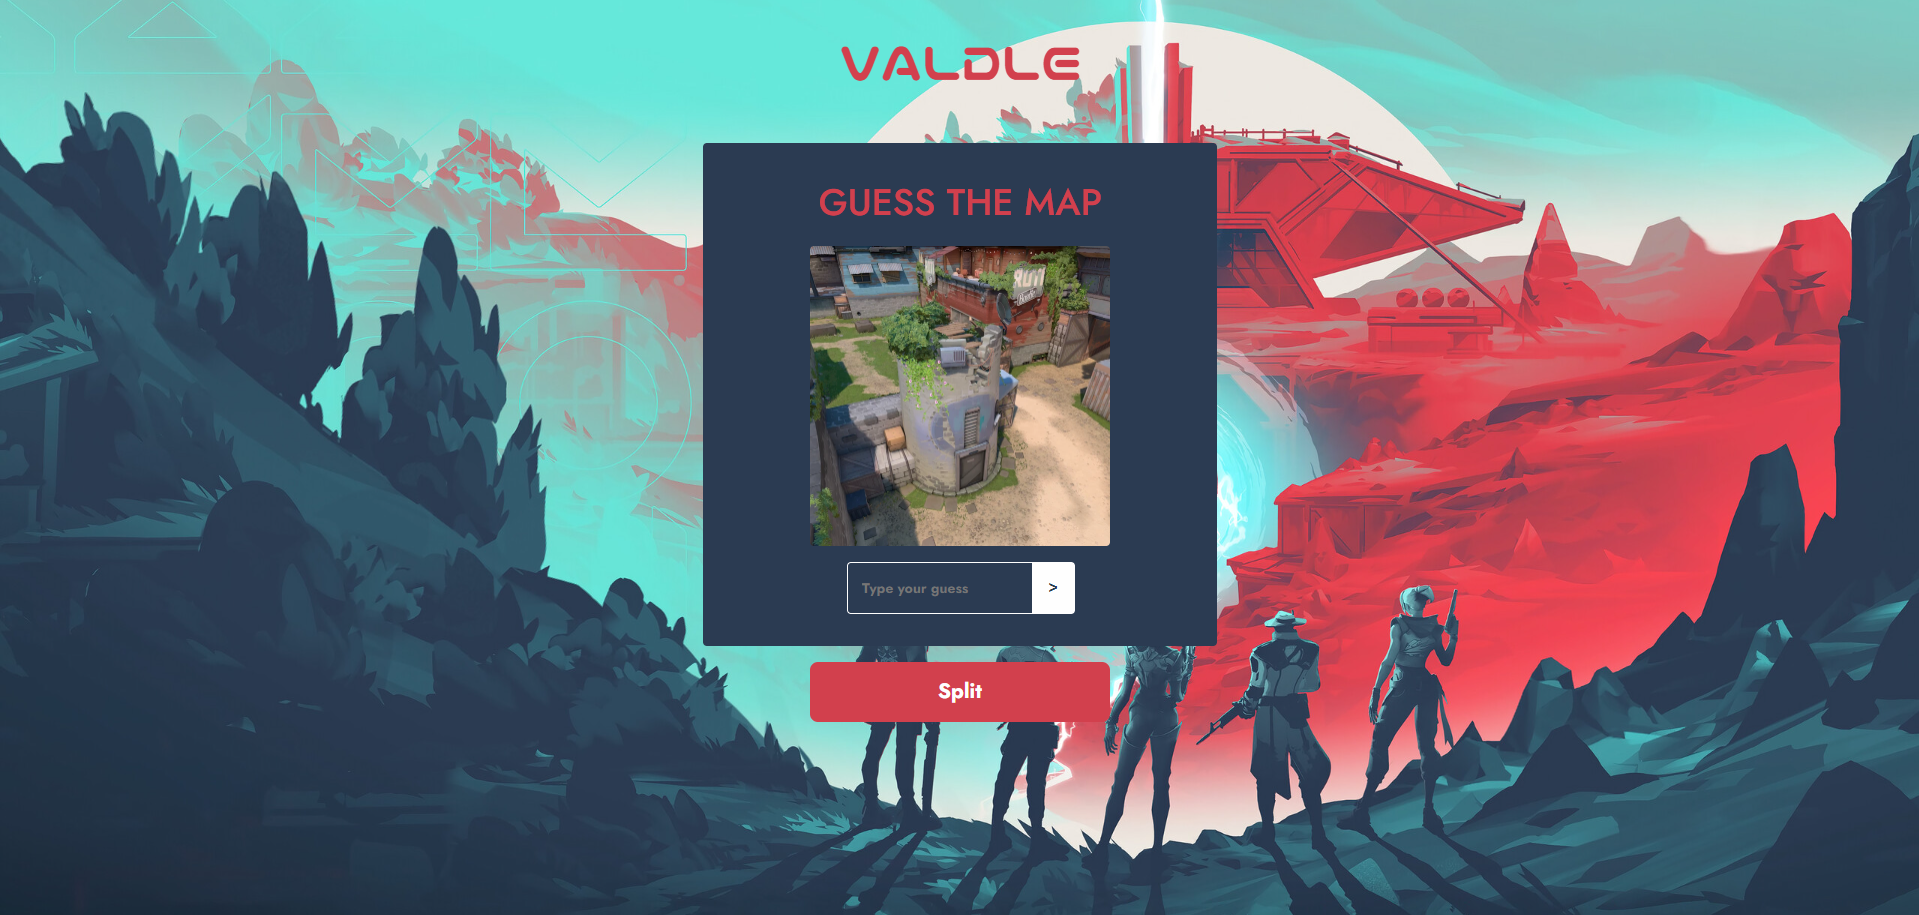 VALDLE
GUESS THE MAP
Type your guess
>
Split